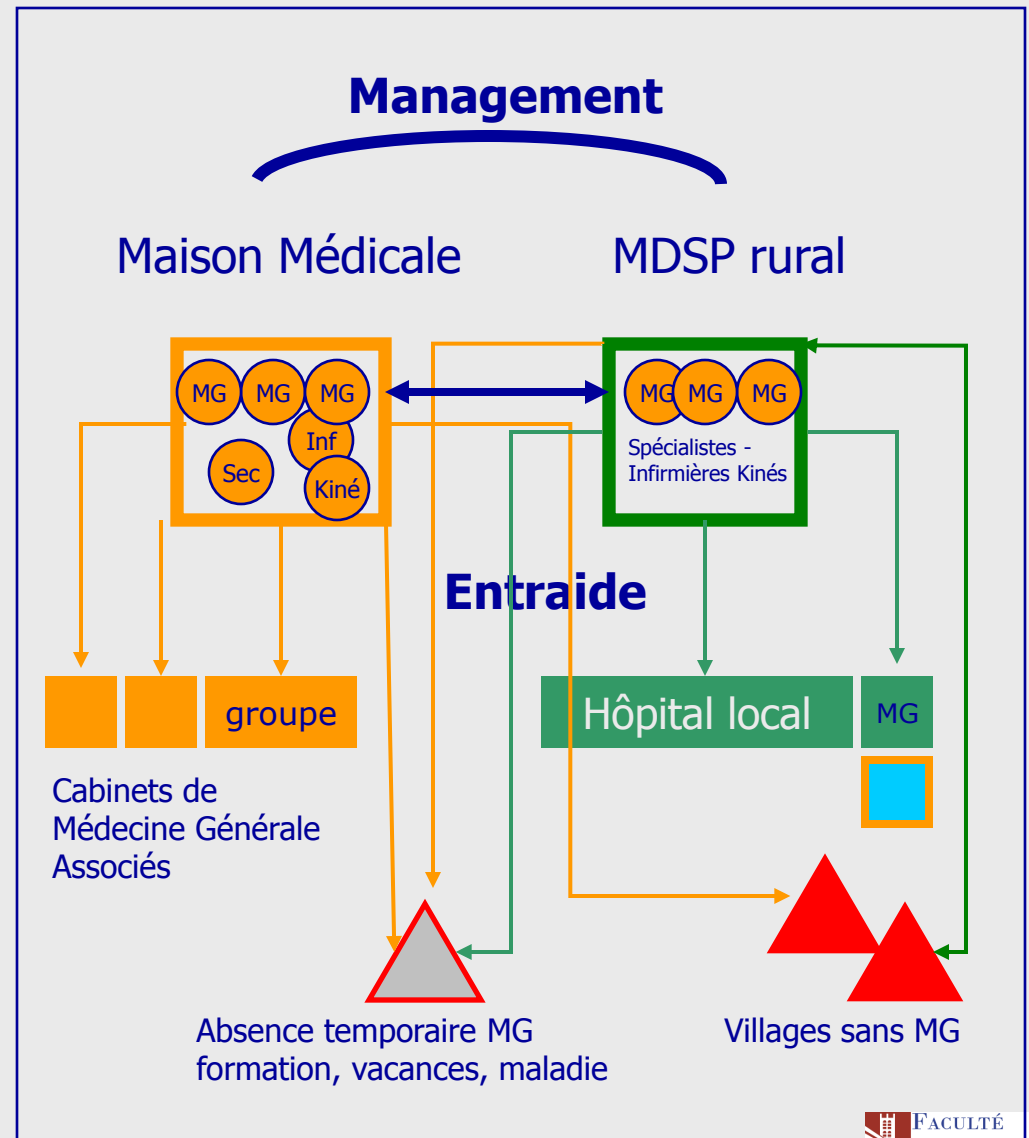 Management
Maison Médicale
MDSP rural
MG
MG
MG
Inf
Sec
Kiné
MG
MG
MG
Spécialistes -
Infirmières Kinés
Entraide
groupe
Hôpital local
MG
Cabinets de
Médecine Générale
Associés
Absence temporaire MG
formation, vacances, maladie
Villages sans MG
FACULTÉ